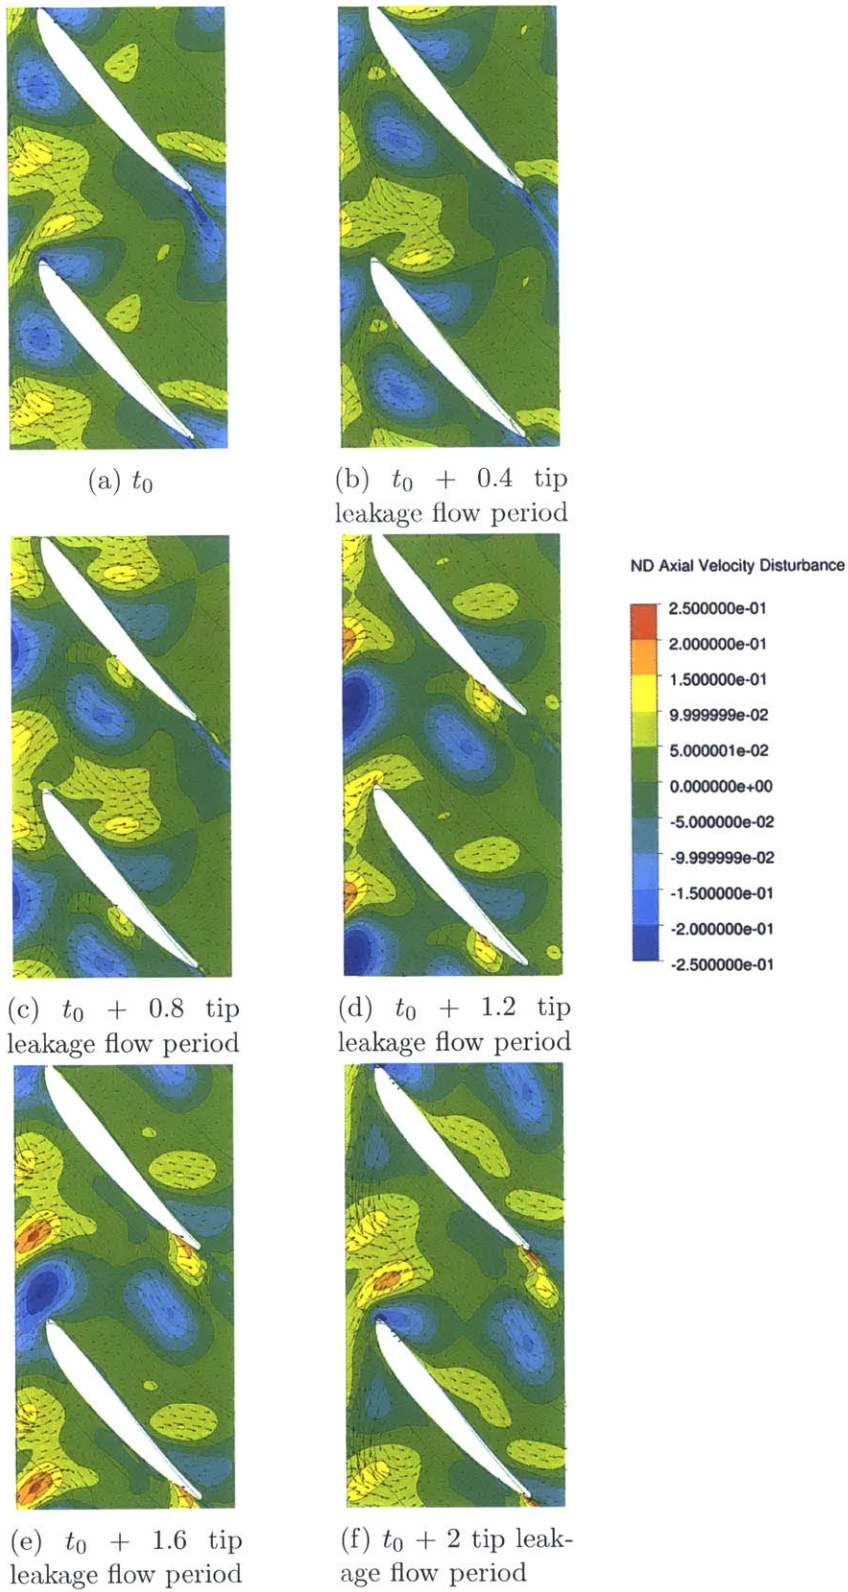 (a) t₀
(b) t₀ + 0.4 tip
leakage flow period
ND Axial Velocity Disturbance
2.500000e-01
2.000000e-01
1.500000e-01
9.999999e-02
5.000001e-02
0.000000e+00
-5.000000e-02
-9.999999e-02
-1.500000e-01
-2.000000e-01
-2.500000e-01
(c) t₀ + 0.8 tip
leakage flow period
(d) t₀ + 1.2 tip
leakage flow period
(e) t₀ + 1.6 tip
leakage flow period
(f) t₀ + 2 tip leak-
age flow period